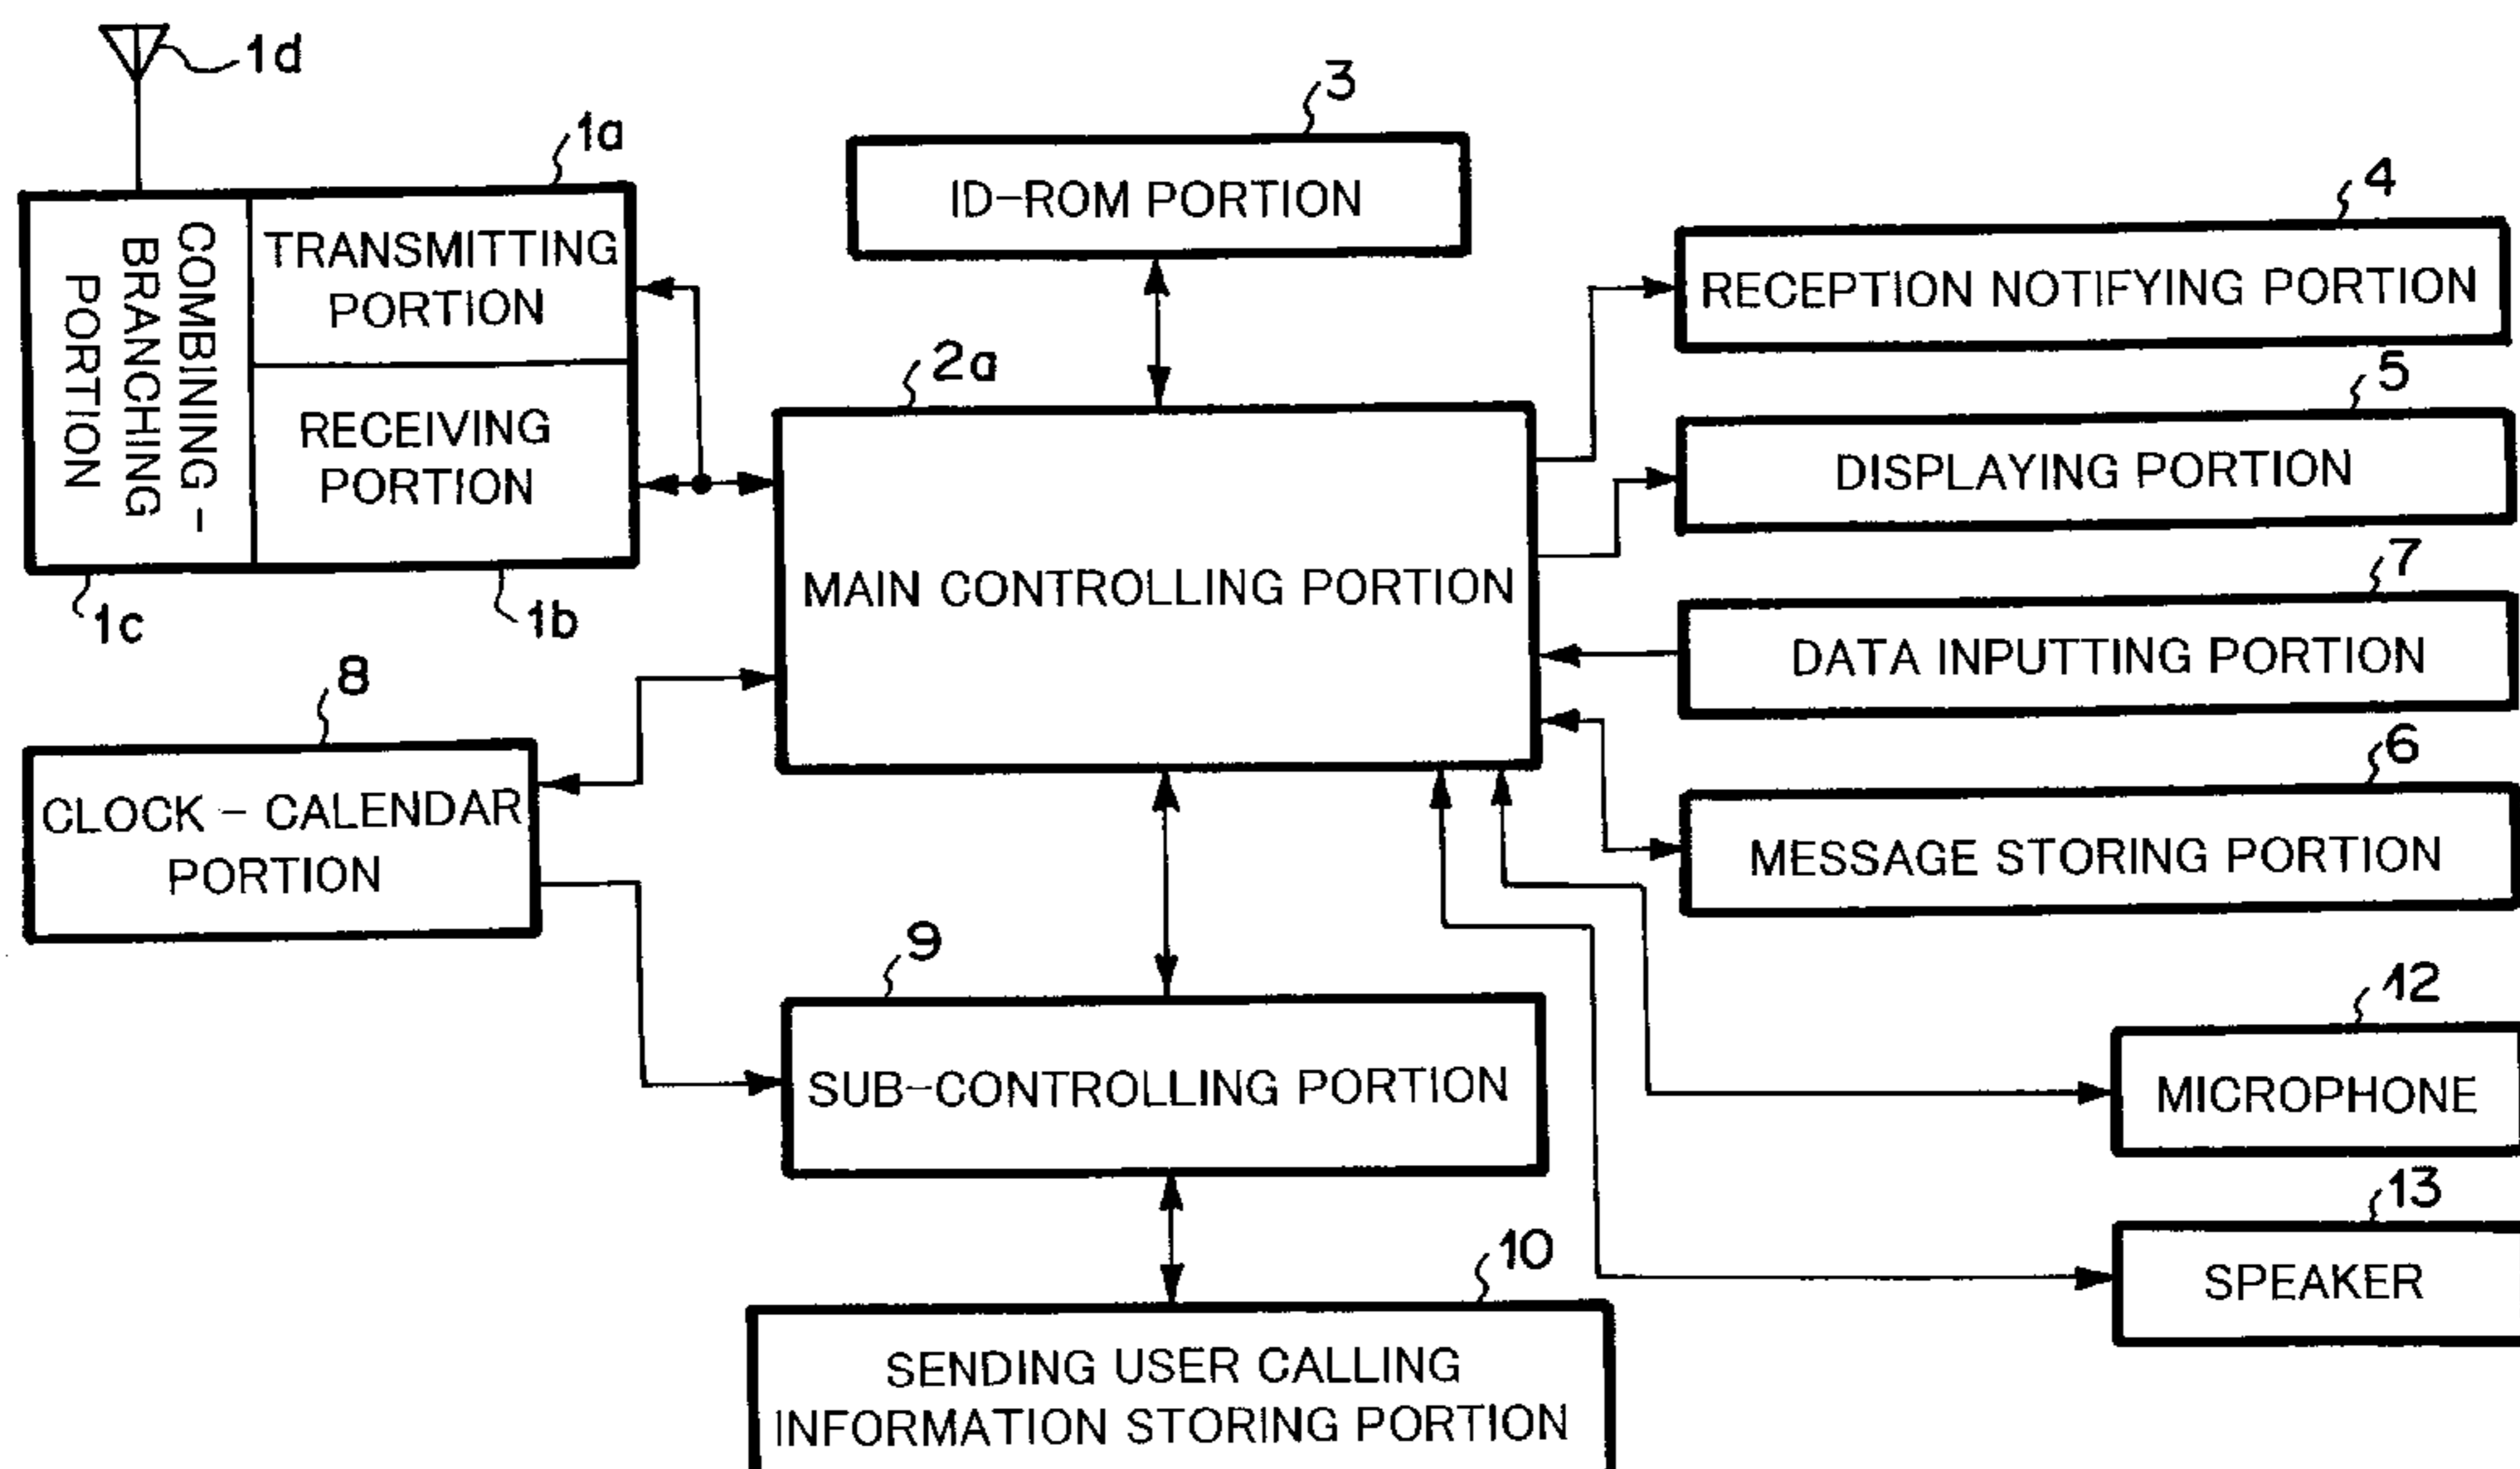 1d
1a
3
4
COMBINING -
BRANCHING
PORTION
TRANSMITTING
PORTION
ID-ROM PORTION
RECEPTION NOTIFYING PORTION
2a
5
RECEIVING
PORTION
DISPLAYING PORTION
7
MAIN CONTROLLING PORTION
1c
1b
DATA INPUTTING PORTION
8
6
CLOCK - CALENDAR
PORTION
MESSAGE STORING PORTION
9
12
SUB-CONTROLLING PORTION
MICROPHONE
13
10
SPEAKER
SENDING USER CALLING
INFORMATION STORING PORTION